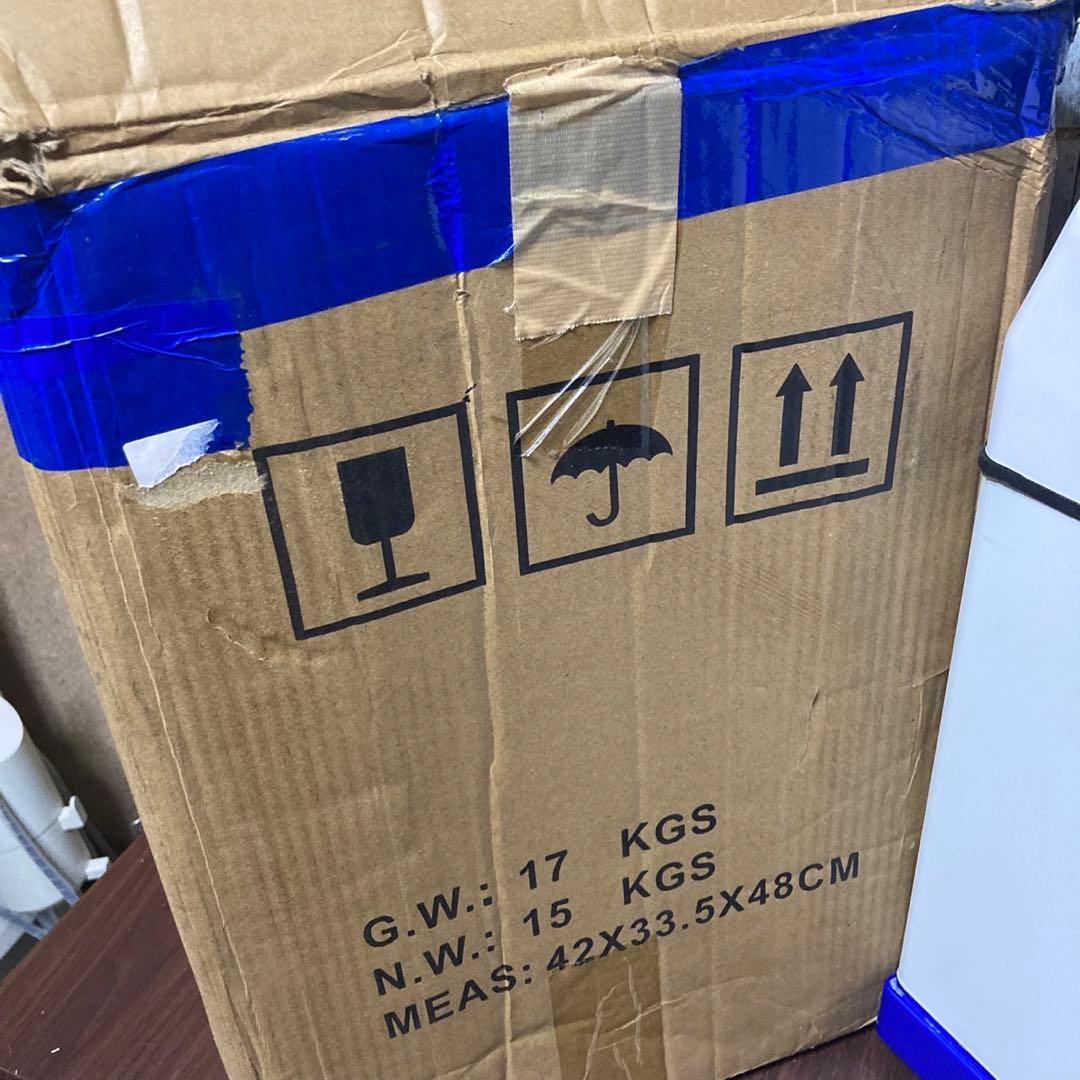 G.W.: 17 KGS
N.W.: 15 KGS
MEAS: 42X33.5X48CM